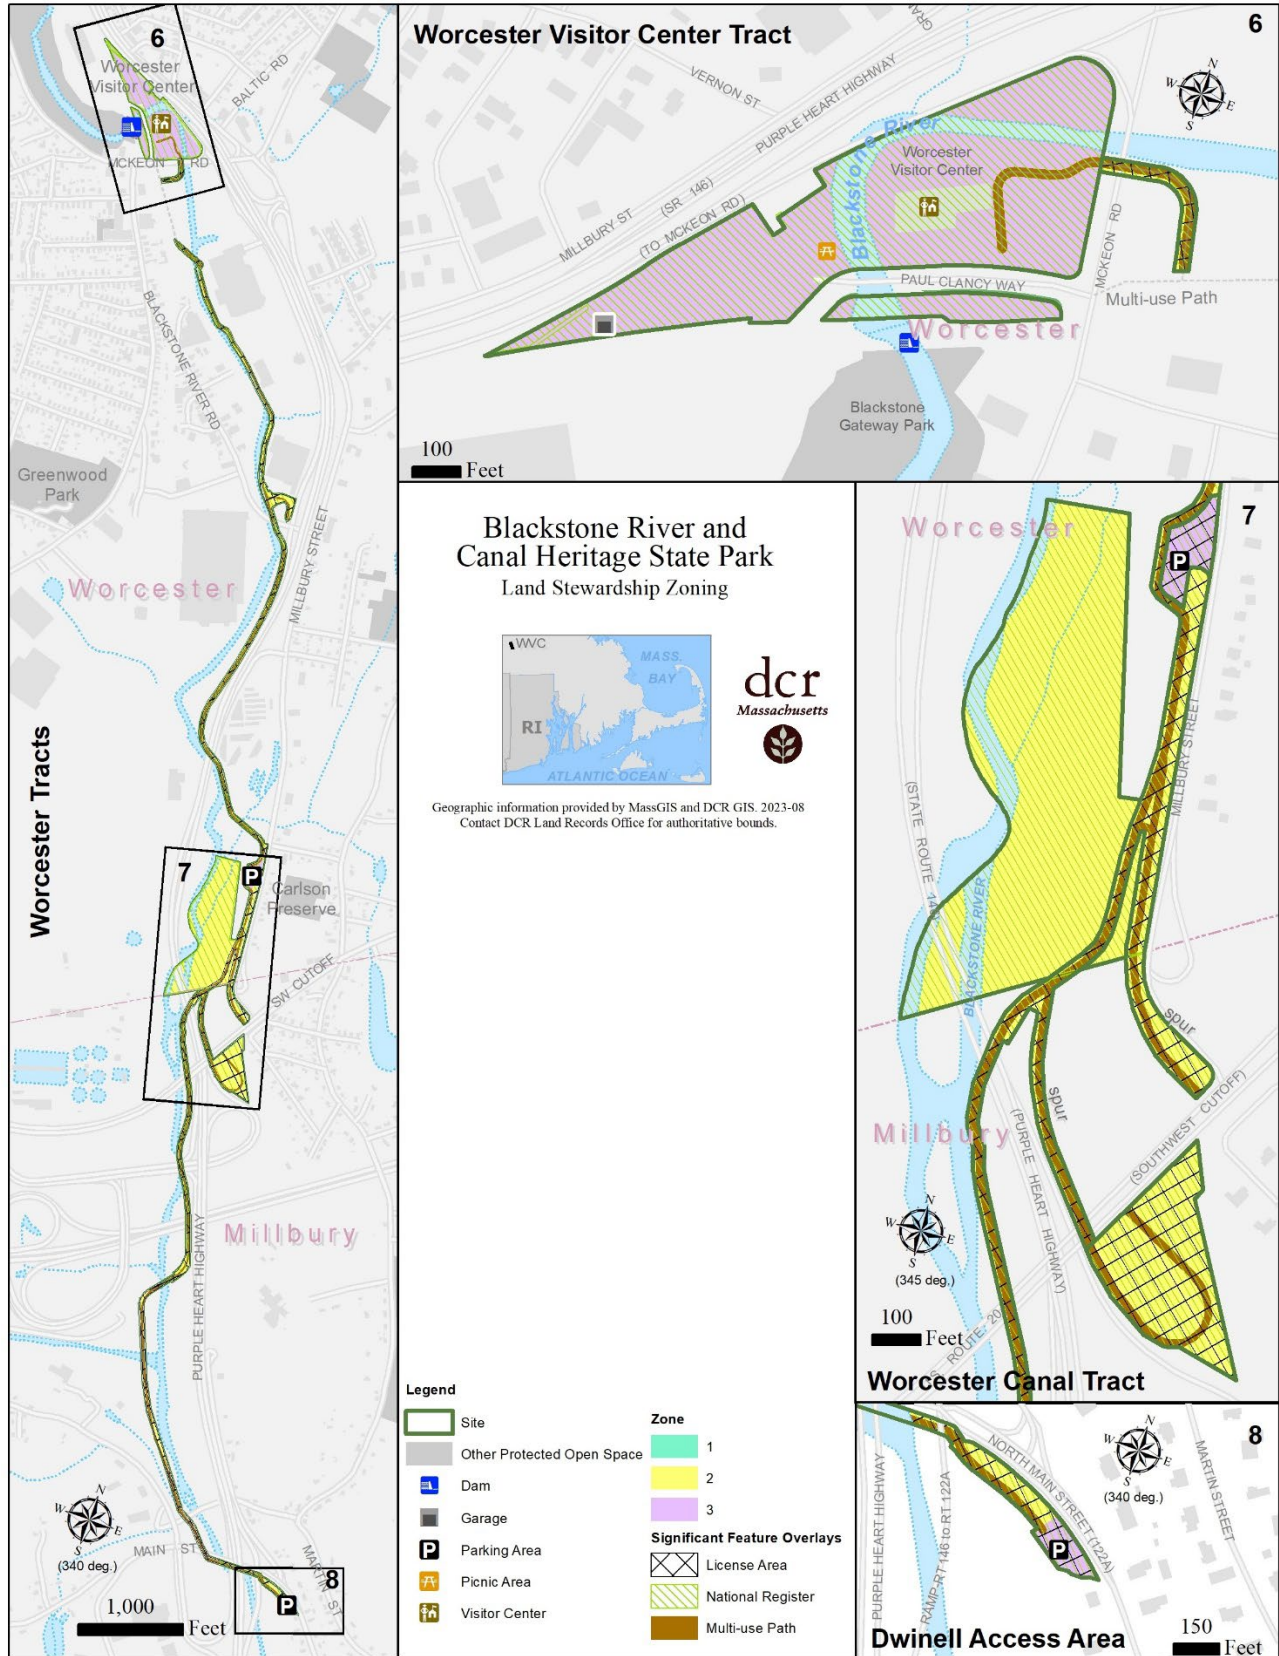 6
Worcester
Visitor Center
BALTIC RD
MCKEON RD
BLACKSTONE RIVER RD
Greenwood
Park
MILLBURY STREET
Worcester
Worcester Tracts
7
P
Carlson
Preserve
SW CUTOFF
Millbury
PURPLE HEART HIGHWAY
N
W
E
S
(340 deg.)
MAIN ST
MARTIN ST
8
P
1,000
Feet
Worcester Visitor Center Tract
6
VERNON ST
PURPLE HEART HIGHWAY
N
W
E
S
Blackstone River
Worcester
Visitor Center
MILLBURY ST
(SR 146)
(TO MCKEON RD)
MCKEON RD
PAUL CLANCY WAY
Multi-use Path
Worcester
Blackstone
Gateway Park
100
Feet
Blackstone River and
Canal Heritage State Park
Land Stewardship Zoning
WVC
MASS.
BAY
RI
ATLANTIC OCEAN
dcr
Massachusetts
Geographic information provided by MassGIS and DCR GIS. 2023-08
Contact DCR Land Records Office for authoritative bounds.
Legend
Site
Other Protected Open Space
Dam
Garage
P Parking Area
Picnic Area
Visitor Center
Zone
1
2
3
Significant Feature Overlays
License Area
National Register
Multi-use Path
7
Worcester
P
MILLBURY STREET
(STATE ROUTE 146)
BLACKSTONE RIVER
spur
spur
Millbury
(PURPLE HEART HIGHWAY)
(SOUTHWEST CUTOFF)
N
W
E
S
(345 deg.)
ROUTE 20
100
Feet
Worcester Canal Tract
8
PURPLE HEART HIGHWAY
RAMP-RT 146 to RT 122A
NORTH MAIN STREET (122A)
N
W
E
S
(340 deg.)
MARTIN STREET
P
Dwinell Access Area
150
Feet